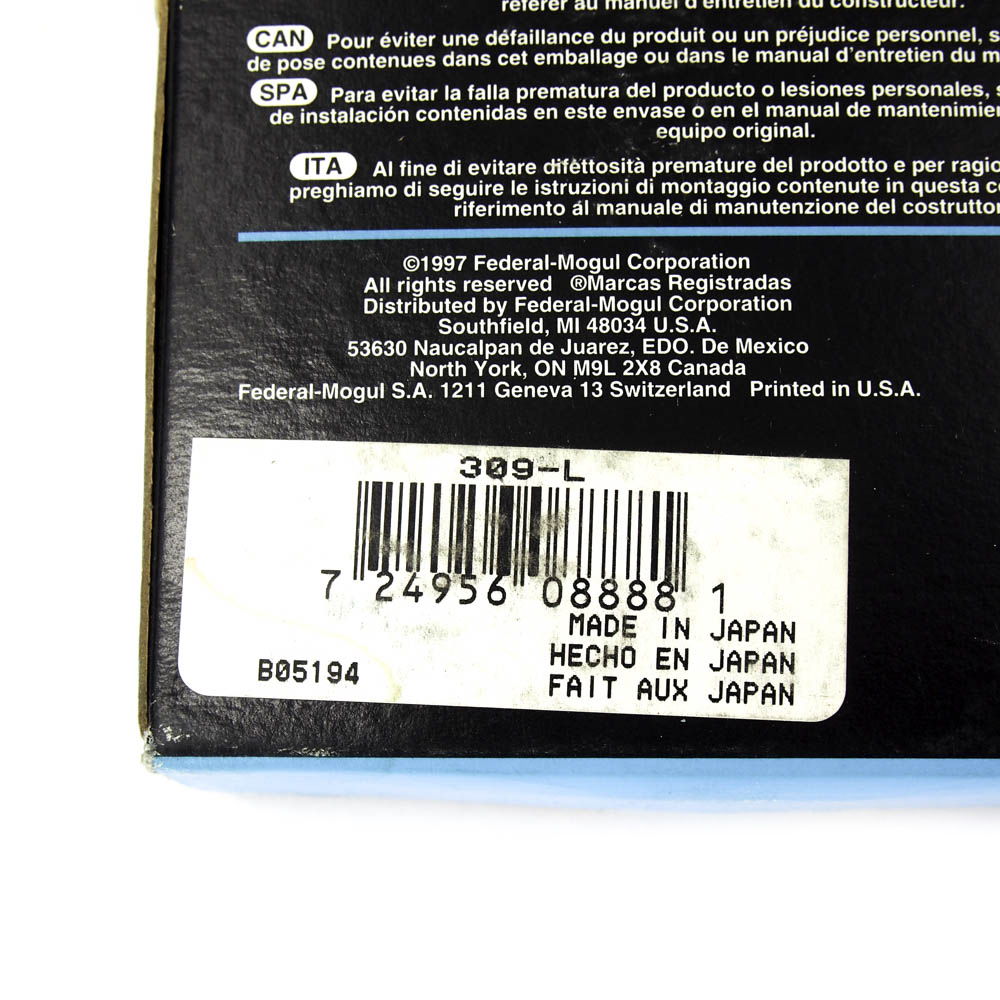 référer au manuel d'entretien du constructeur.
CAN Pour éviter une défaillance du produit ou un préjudice personnel, s
de pose contenues dans cet emballage ou dans le manual d'entretien du m
SPA Para evitar la falla prematura del producto o lesiones personales, s
de instalación contenidas en este envase o en el manual de mantenimie
equipo original.
ITA Al fine di evitare difettosità premature del prodotto e per ragio
preghiamo di seguire le istruzioni di montaggio contenute in questa c
riferimento al manuale di manutenzione del costruttor
©1997 Federal-Mogul Corporation
All rights reserved ®Marcas Registradas
Distributed by Federal-Mogul Corporation
Southfield, MI 48034 U.S.A.
53630 Naucalpan de Juarez, EDO. De Mexico
North York, ON M9L 2X8 Canada
Federal-Mogul S.A. 1211 Geneva 13 Switzerland Printed in U.S.A.
309-L
7 24956 08888 1
MADE IN JAPAN
HECHO EN JAPAN
B05194
FAIT AUX JAPAN